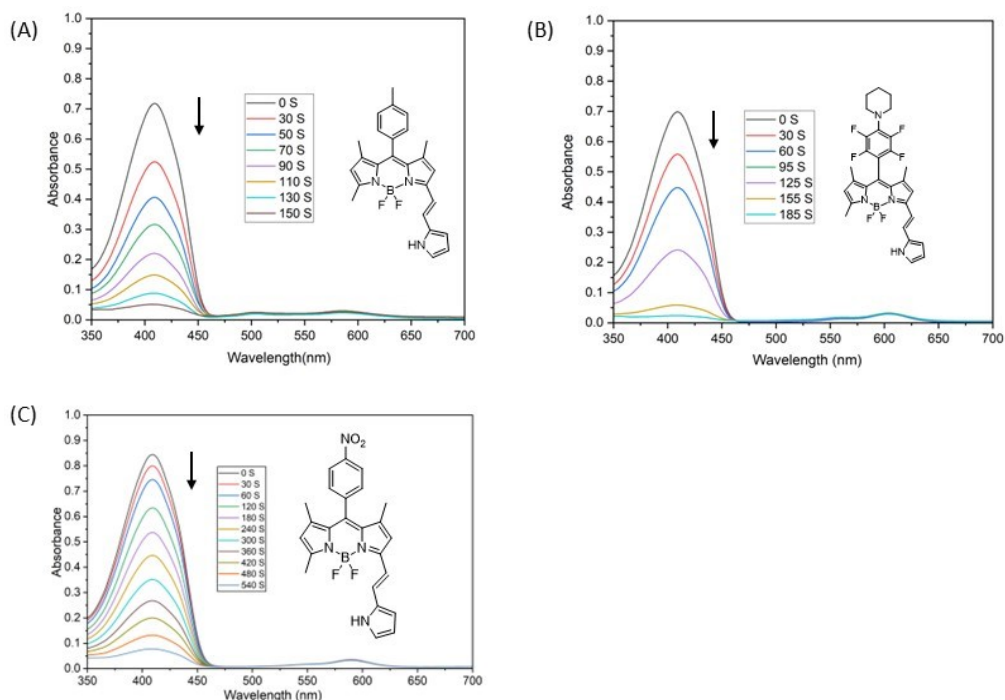 (A)
1.0
0.9
0.8
0.7
0.6
0.5
0.4
0.3
0.2
0.1
0.0
Absorbance
350 400 450 500 550 600 650 700
Wavelength(nm)
0 S
30 S
50 S
70 S
90 S
110 S
130 S
150 S
N N
B
F F
HN
(B)
1.0
0.9
0.8
0.7
0.6
0.5
0.4
0.3
0.2
0.1
0.0
Absorbance
350 400 450 500 550 600 650 700
Wavelength (nm)
0 S
30 S
60 S
95 S
125 S
155 S
185 S
N
F F
F F
N N
B
F F
HN
(C)
1.0
0.9
0.8
0.7
0.6
0.5
0.4
0.3
0.2
0.1
0.0
Absorbance
350 400 450 500 550 600 650 700
Wavelength (nm)
0 S
30 S
60 S
120 S
180 S
240 S
300 S
360 S
420 S
480 S
540 S
NO₂
N N
B
F F
HN